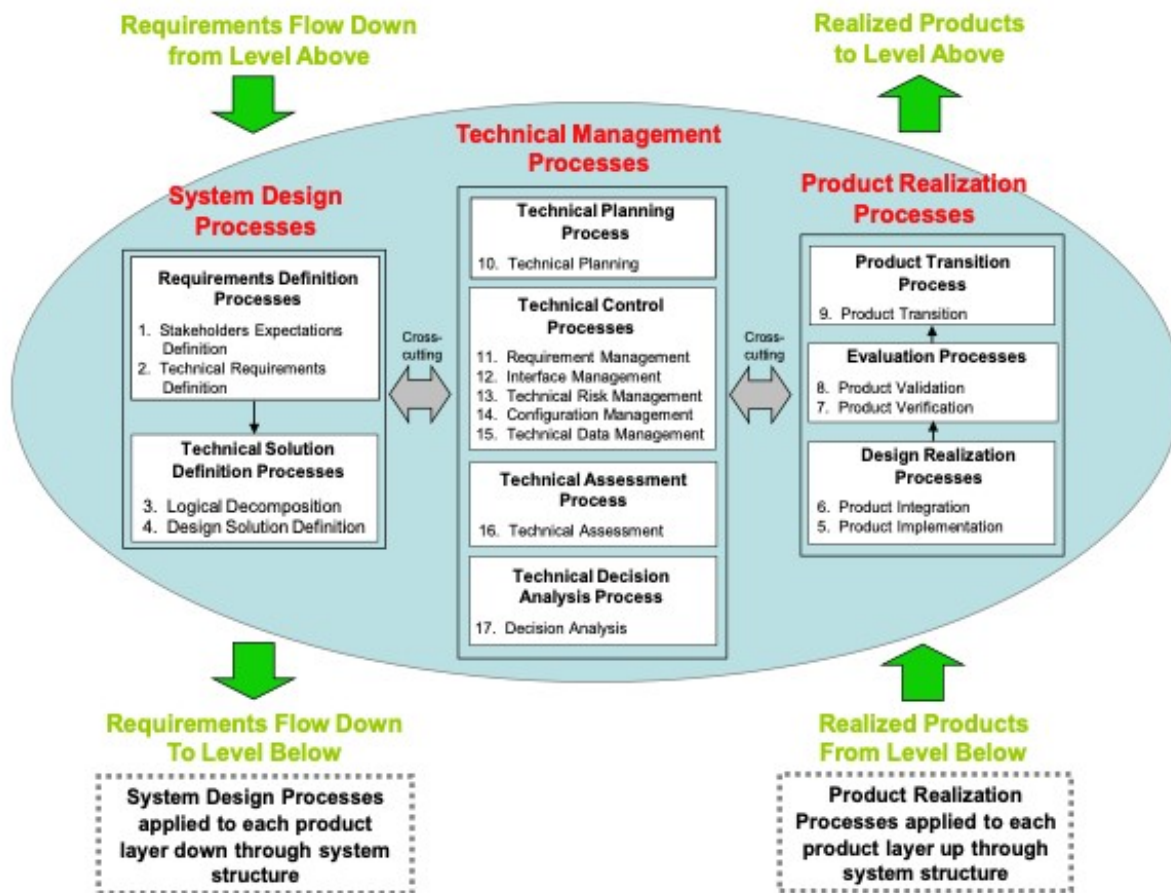 Requirements Flow Down
from Level Above
Realized Products
to Level Above
Technical Management
Processes
System Design
Processes
Product Realization
Processes
Requirements Definition
Processes
1. Stakeholders Expectations
Definition
2. Technical Requirements
Definition
Technical Solution
Definition Processes
3. Logical Decomposition
4. Design Solution Definition
Cross-
cutting
Technical Planning
Process
10. Technical Planning
Technical Control
Processes
11. Requirement Management
12. Interface Management
13. Technical Risk Management
14. Configuration Management
15. Technical Data Management
Technical Assessment
Process
16. Technical Assessment
Technical Decision
Analysis Process
17. Decision Analysis
Cross-
cutting
Product Transition
Process
9. Product Transition
Evaluation Processes
8. Product Validation
7. Product Verification
Design Realization
Processes
6. Product Integration
5. Product Implementation
Requirements Flow Down
To Level Below
Realized Products
From Level Below
System Design Processes
applied to each product
layer down through system
structure
Product Realization
Processes applied to each
product layer up through
system structure